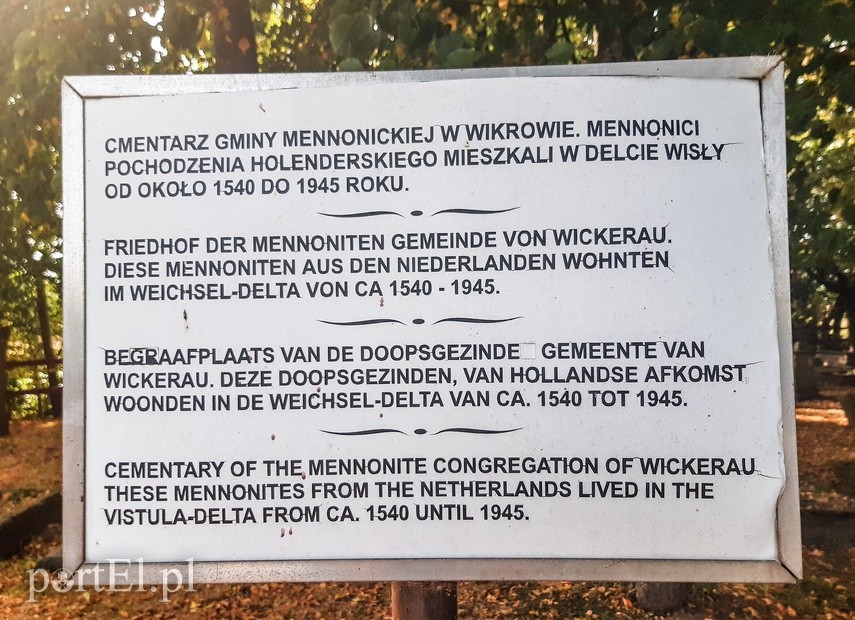 CMENTARZ GMINY MENNONICKIEJ W WIKROWIE. MENNONICI
POCHODZENIA HOLENDERSKIEGO MIESZKALI W DELCIE WISŁY
OD OKOŁO 1540 DO 1945 ROKU.
FRIEDHOF DER MENNONITEN GEMEINDE VON WICKERAU.
DIESE MENNONITEN AUS DEN NIEDERLANDEN WOHNTEN
IM WEICHSEL-DELTA VON CA 1540 - 1945.
BEGRAAFPLAATS VAN DE DOOPSGEZINDE GEMEENTE VAN
WICKERAU. DEZE DOOPSGEZINDEN, VAN HOLLANDSE AFKOMST
WOONDEN IN DE WEICHSEL-DELTA VAN CA. 1540 TOT 1945.
CEMENTARY OF THE MENNONITE CONGREGATION OF WICKERAU
THESE MENNONITES FROM THE NETHERLANDS LIVED IN THE
VISTULA-DELTA FROM CA. 1540 UNTIL 1945.
portEl.pl